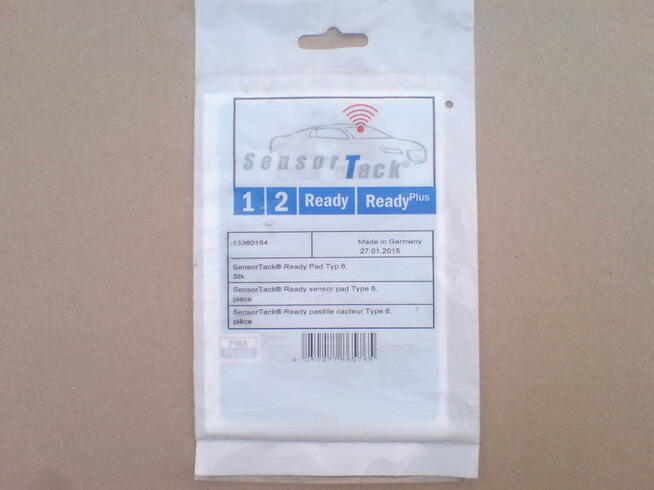 SensorTack®
1 2 Ready ReadyPlus
13360154
Made in Germany
27.01.2015
SensorTack® Ready Pad Typ 6,
Stk.
SensorTack® Ready sensor pad Type 6,
piece
SensorTack® Ready pastille capteur Type 6,
pièce
PMA